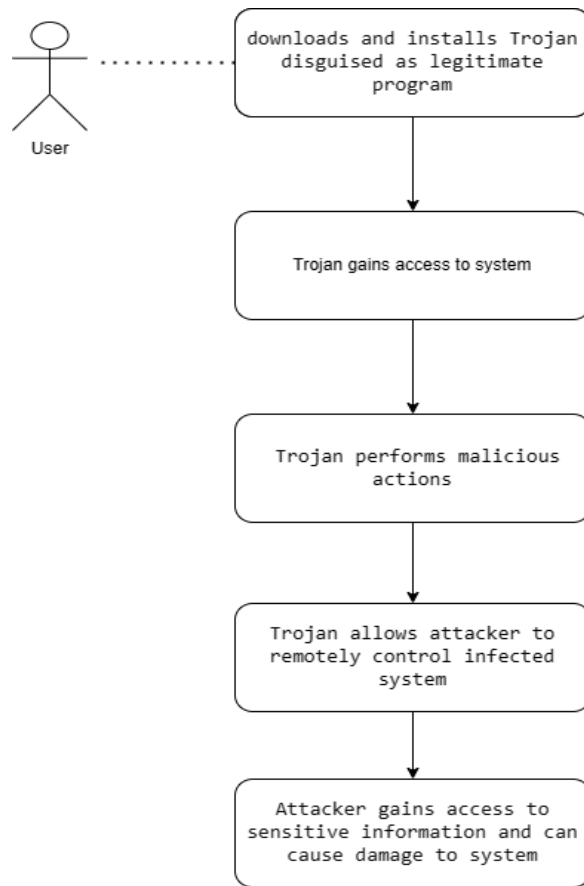 downloads and installs Trojan
disguised as legitimate
program
User
Trojan gains access to system
Trojan performs malicious
actions
Trojan allows attacker to
remotely control infected
system
Attacker gains access to
sensitive information and can
cause damage to system